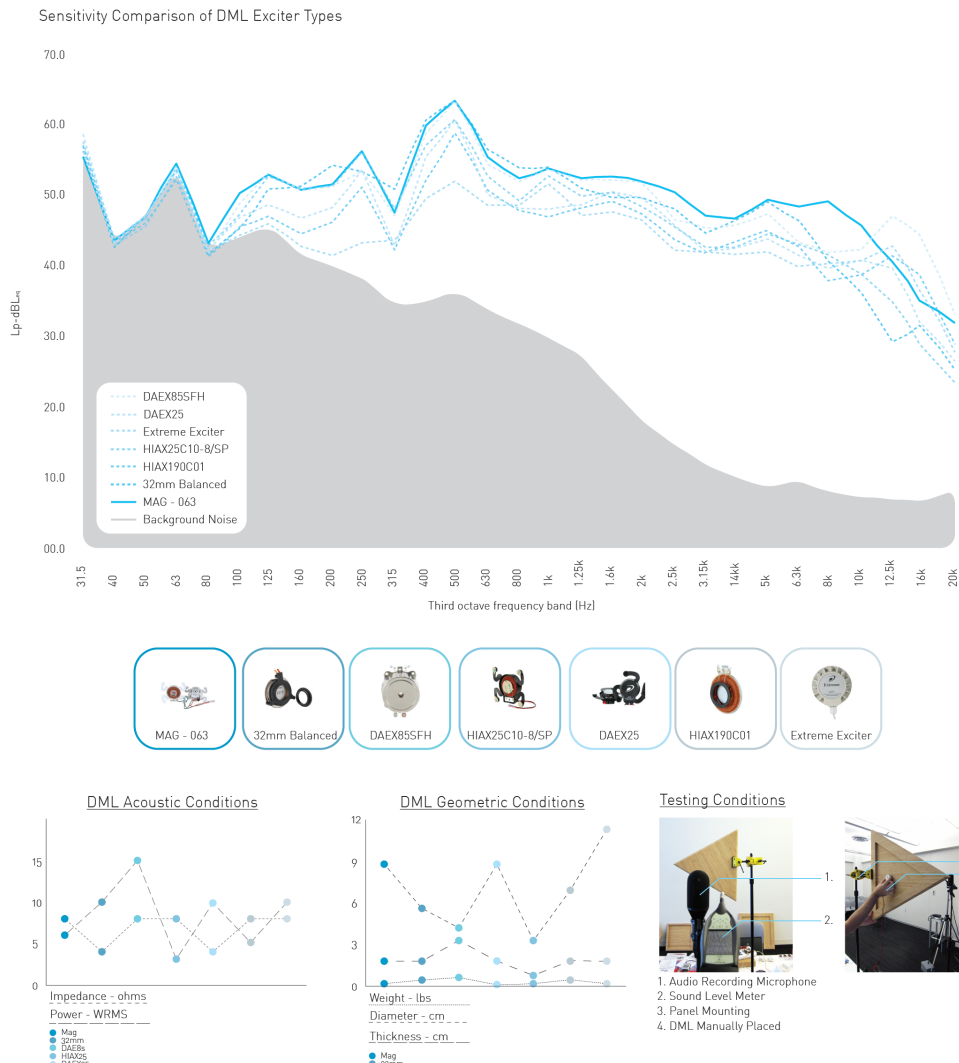 Sensitivity Comparison of DML Exciter Types
70.0
60.0
50.0
40.0
30.0
20.0
10.0
00.0
Lp-dBLeq
DAEX85SFH
DAEX25
Extreme Exciter
HIAX25C10-8/SP
HIAX190C01
32mm Balanced
MAG - 063
Background Noise
31.5 40 50 63 80 100 125 160 200 250 315 400 500 630 800 1k 1.25k 1.6k 2k 2.5k 3.15k 14kk 5k 6.3k 8k 10k 12.5k 16k 20k
Third octave frequency band (Hz)
MAG - 063 32mm Balanced DAEX85SFH HIAX25C10-8/SP DAEX25 HIAX190C01 Extreme Exciter
Extreme
DML Acoustic Conditions
15
10
5
0
Impedance - ohms
Power - WRMS
Mag
32mm
DAE8s
HIAX25
DML Geometric Conditions
12
9
6
3
0
Weight - lbs
Diameter - cm
Thickness - cm
Mag
Testing Conditions
1.
2.
1. Audio Recording Microphone
2. Sound Level Meter
3. Panel Mounting
4. DML Manually Placed